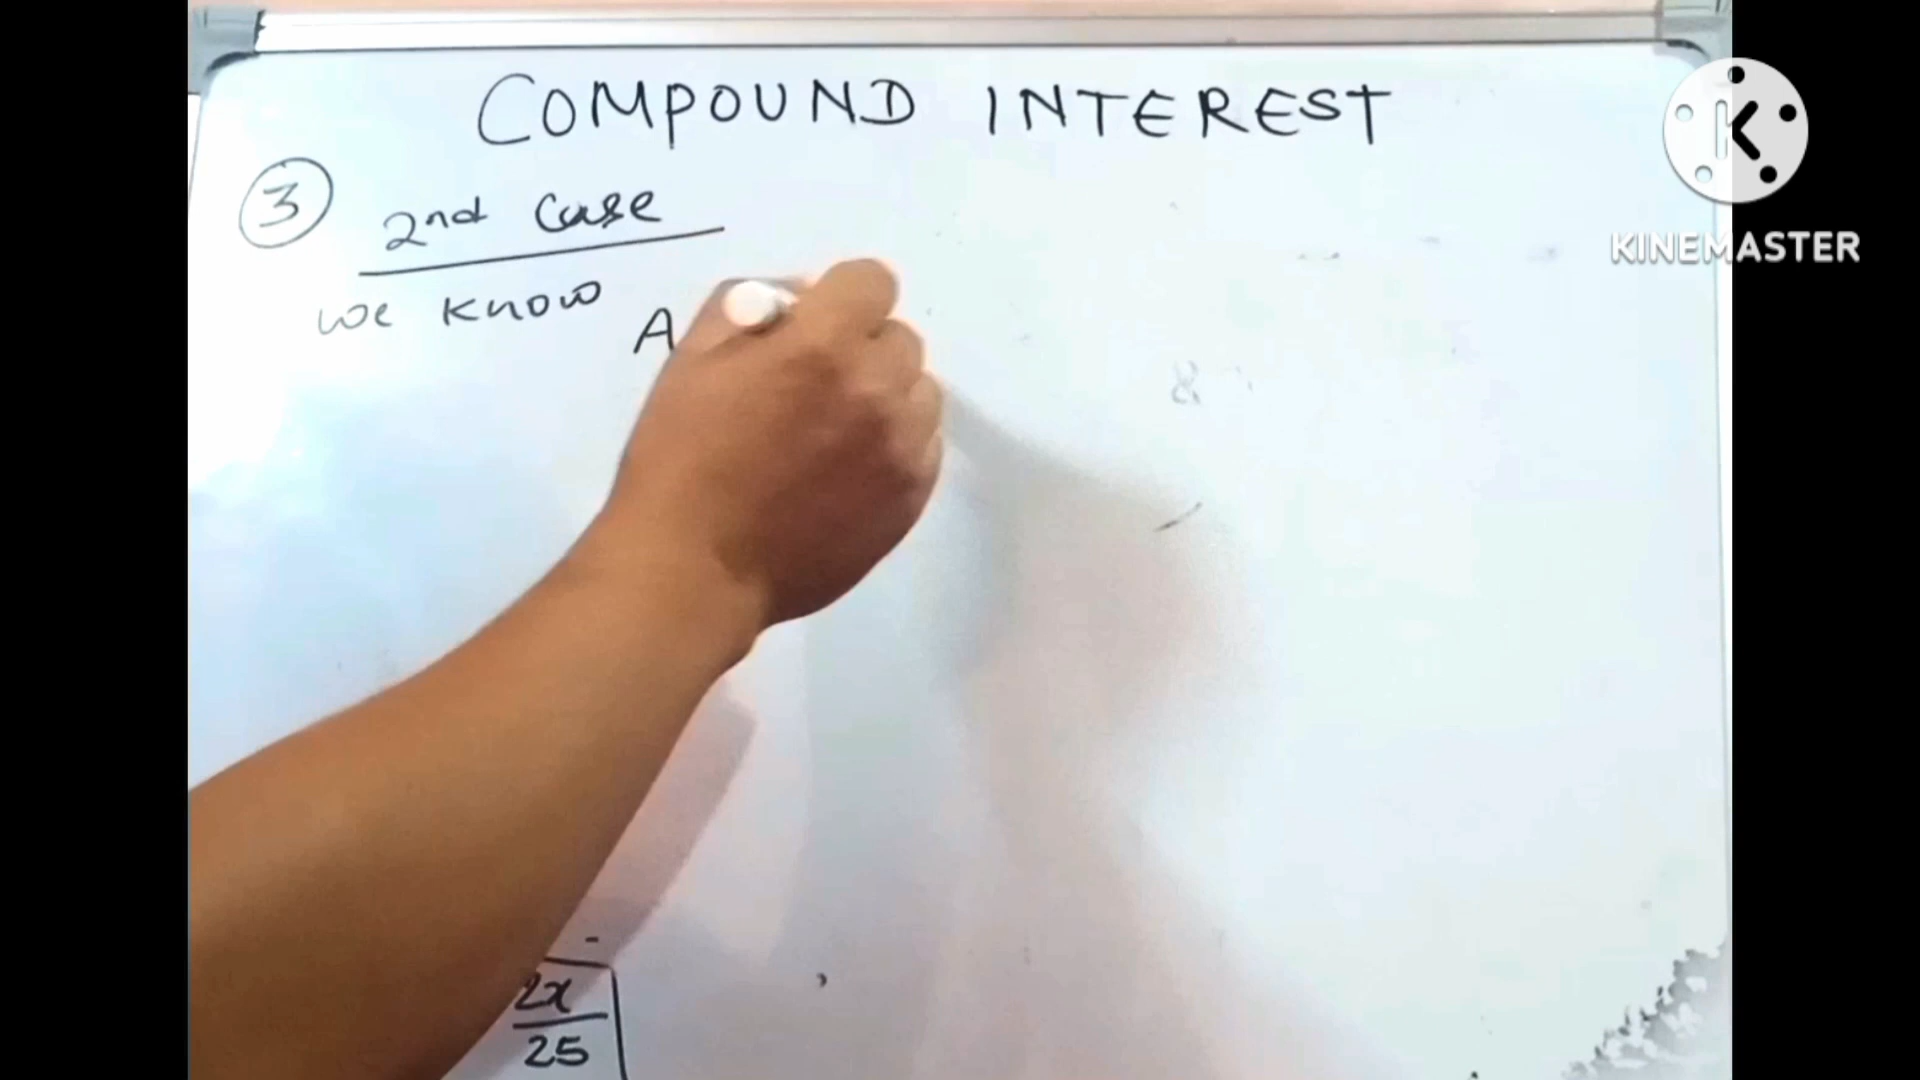 COMPOUND INTEREST
3 2nd Case
we know A
2x
25
K
KINEMASTER